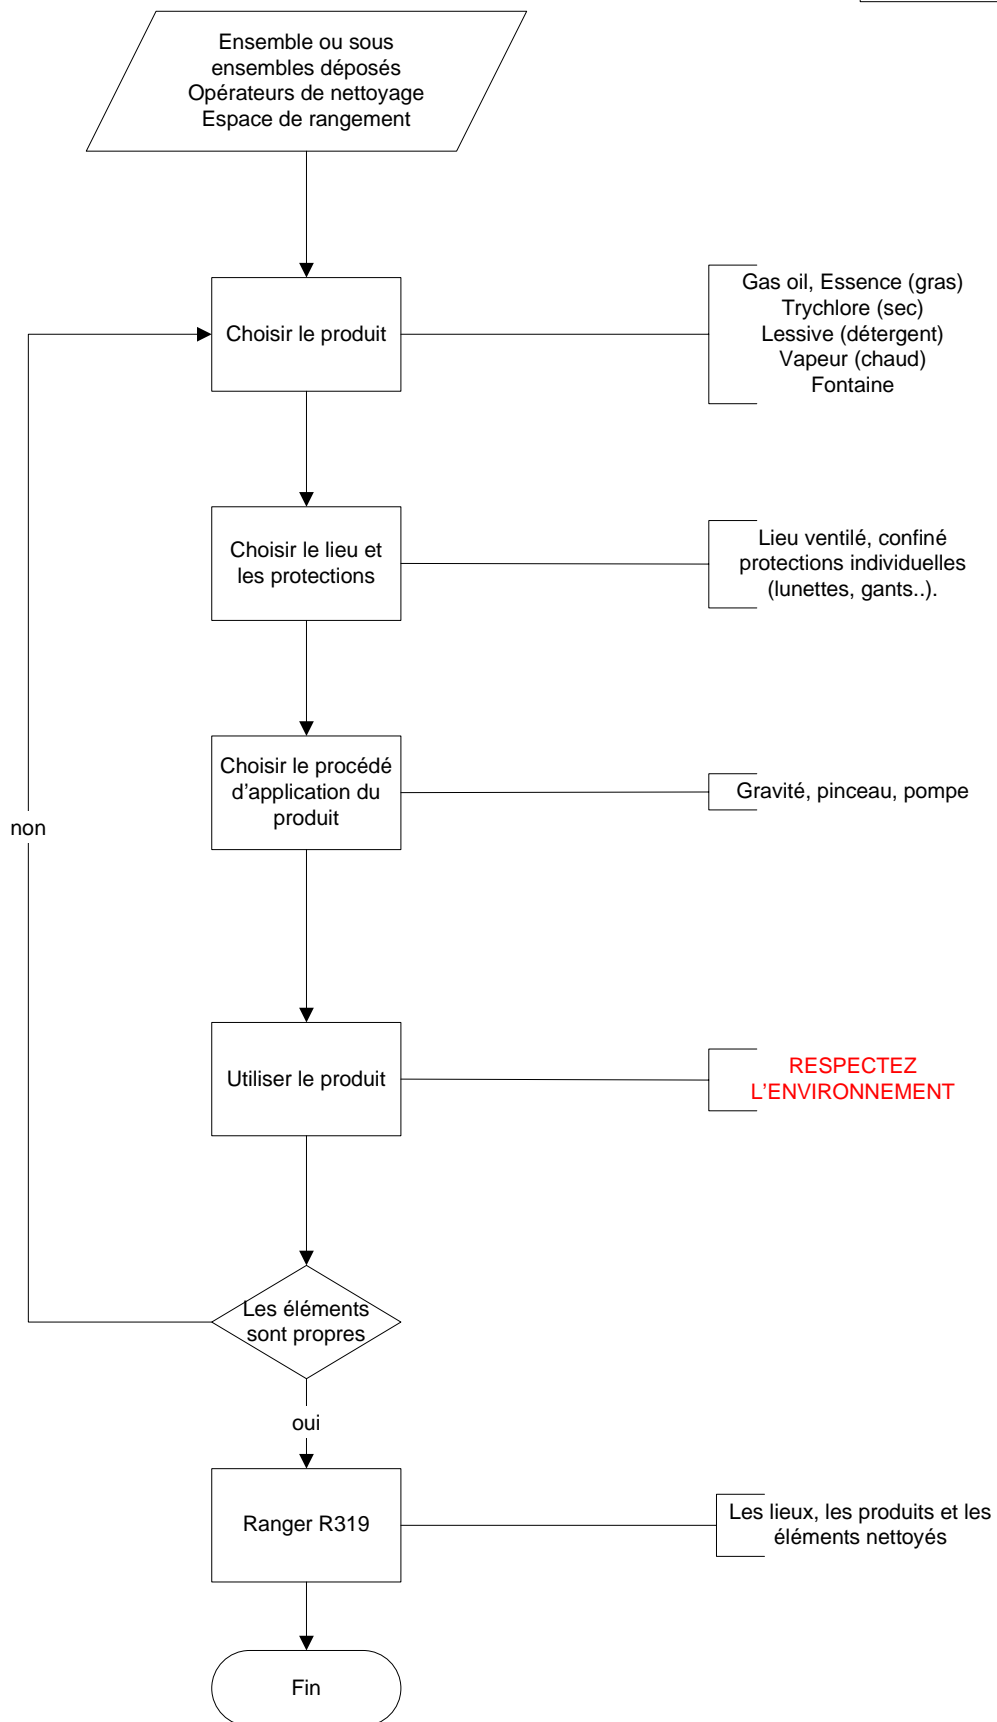 Ensemble ou sous
ensembles déposés
Opérateurs de nettoyage
Espace de rangement
Choisir le produit
Gas oil, Essence (gras)
Trychlore (sec)
Lessive (détergent)
Vapeur (chaud)
Fontaine
Choisir le lieu et
les protections
Lieu ventilé, confiné
protections individuelles
(lunettes, gants..).
Choisir le procédé
d'application du
produit
Gravité, pinceau, pompe
non
Utiliser le produit
RESPECTEZ
L'ENVIRONNEMENT
Les éléments
sont propres
oui
Ranger R319
Les lieux, les produits et les
éléments nettoyés
Fin